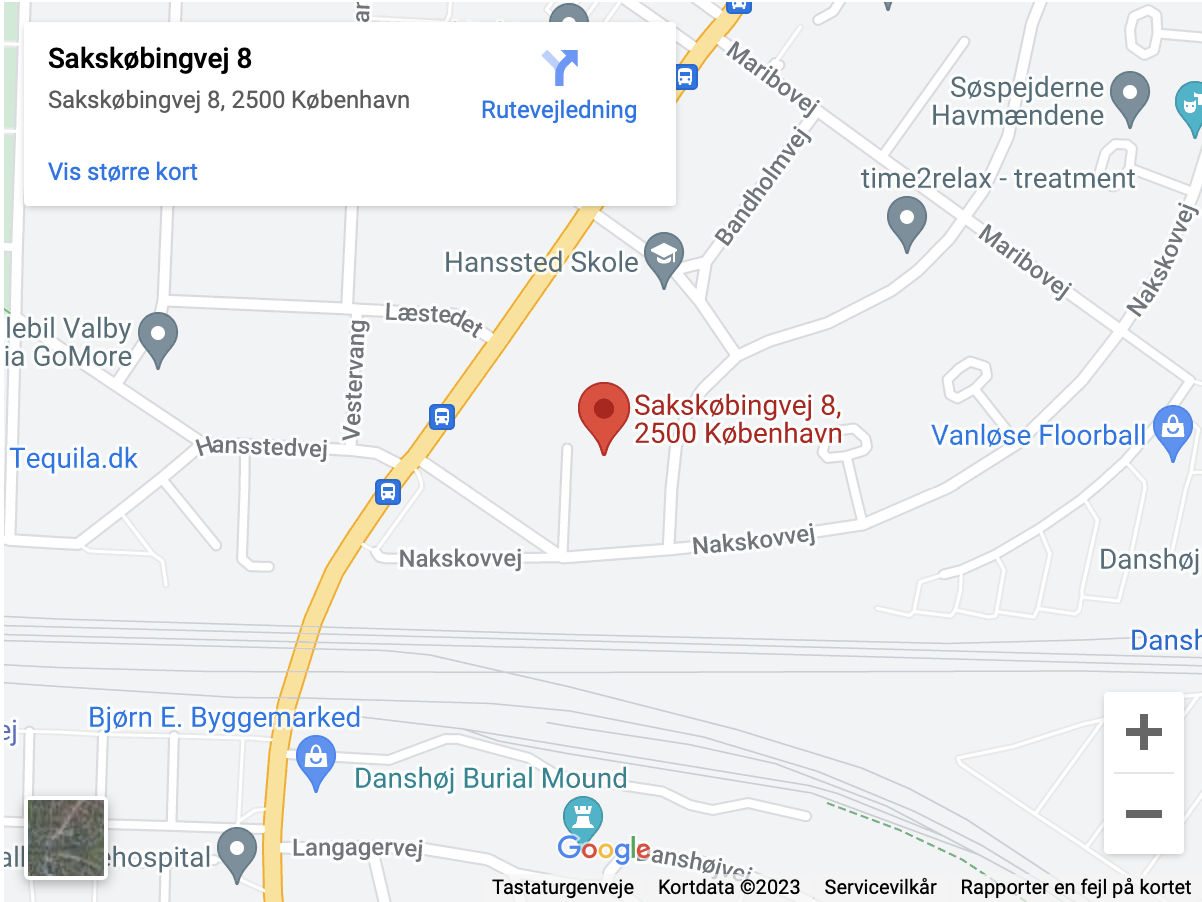 Sakskøbingvej 8
Sakskøbingvej 8, 2500 København
Rutevejledning
Vis større kort
Maribovej
Søspejderne
Havmændene
Bandholmvej
time2relax - treatment
Hanssted Skole
Maribovej
Nakskovvej
Læstedet
lebil Valby
ia GoMore
Vestervang
Sakskøbingvej 8,
2500 København
Vanløse Floorball
Hansstedvej
Tequila.dk
Nakskovvej
Nakskovvej
Danshøj
Dansh
Bjørn E. Byggemarked
ej
Danshøj Burial Mound
Langagervej
ehospital
Google
anshøjvej
Tastaturgenveje
Kortdata ©2023
Servicevilkår
Rapporter en fejl på kortet